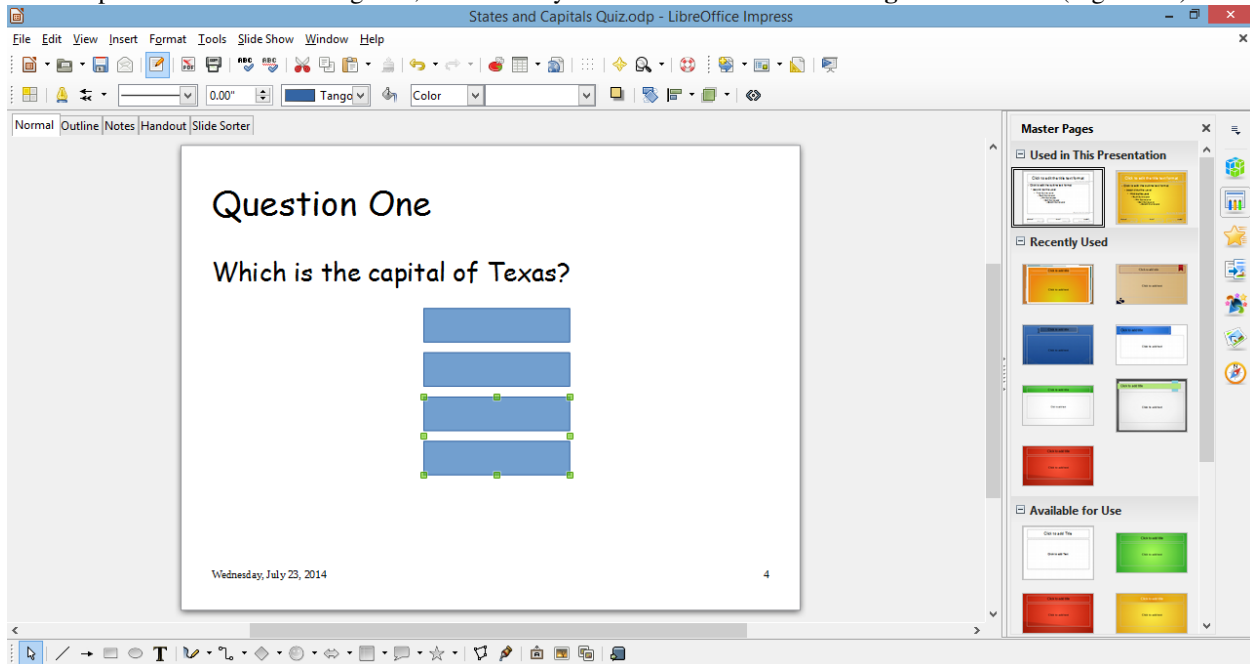 States and Capitals Quiz.odp - LibreOffice Impress
File Edit View Insert Format Tools Slide Show Window Help
0.00" Tango Color
Normal Outline Notes Handout Slide Sorter
Master Pages
Used in This Presentation
Recently Used
Available for Use
Question One
Which is the capital of Texas?
Wednesday, July 23, 2014 4